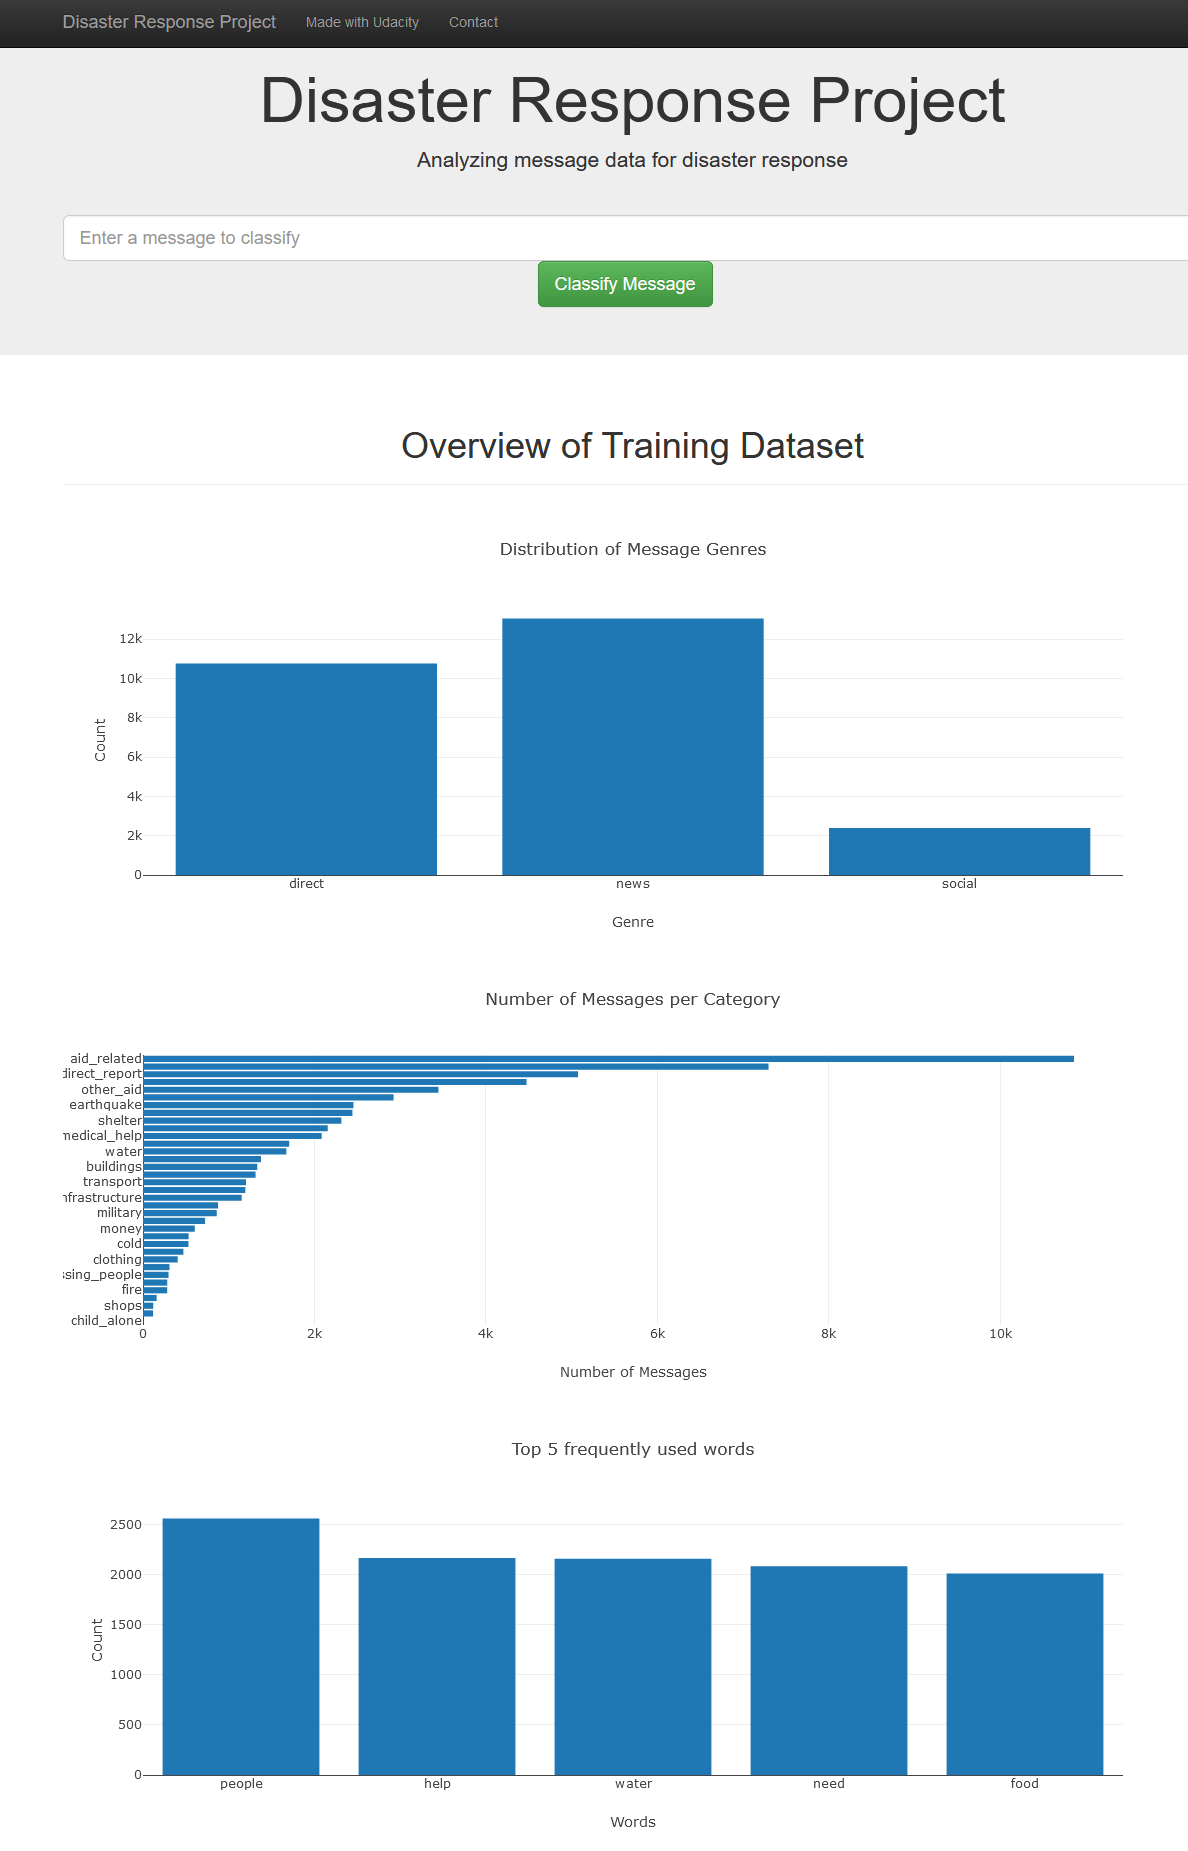 Disaster Response Project Made with Udacity Contact
Disaster Response Project
Analyzing message data for disaster response
Enter a message to classify
Classify Message
Overview of Training Dataset
Distribution of Message Genres
12k
10k
8k
6k
4k
2k
0
Count
direct news social
Genre
Number of Messages per Category
aid_related
direct_report
other_aid
earthquake
shelter
medical_help
water
buildings
transport
nfrastructure
military
money
cold
clothing
ssing_people
fire
shops
child_alone
0 2k 4k 6k 8k 10k
Number of Messages
Top 5 frequently used words
2500
2000
1500
1000
500
0
Count
people help water need food
Words